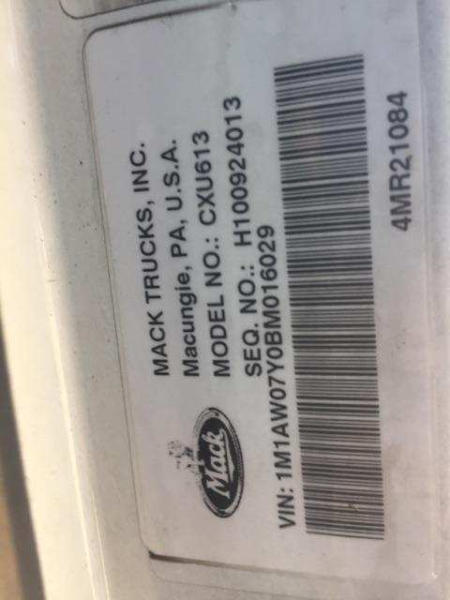 MACK TRUCKS, INC.
Macungie, PA, U.S.A.
MODEL NO.: CXU613
SEQ. NO.: H100924013
Mack
VIN: 1M1AW07Y0BM016029
4MR21084